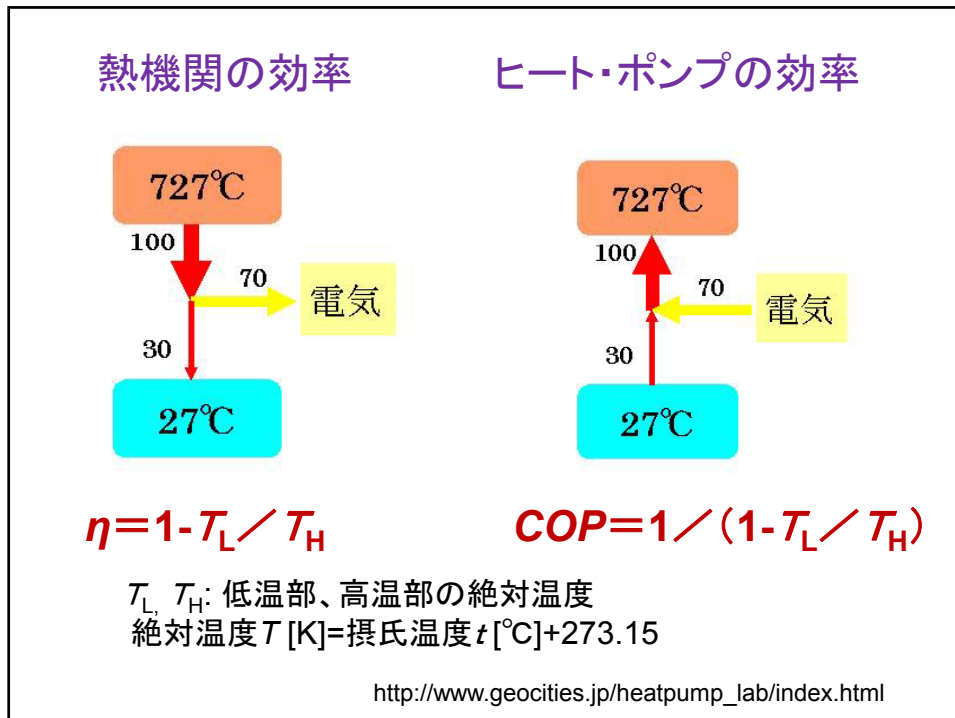 熱機関の効率
ヒート・ポンプの効率
727℃
100
70
電気
30
27℃
727℃
100
70
電気
30
27℃
η＝1-TL／TH
COP＝1／（1-TL／TH）
TL, TH: 低温部、高温部の絶対温度
絶対温度T [K]=摂氏温度t [℃]+273.15
http://www.geocities.jp/heatpump_lab/index.html